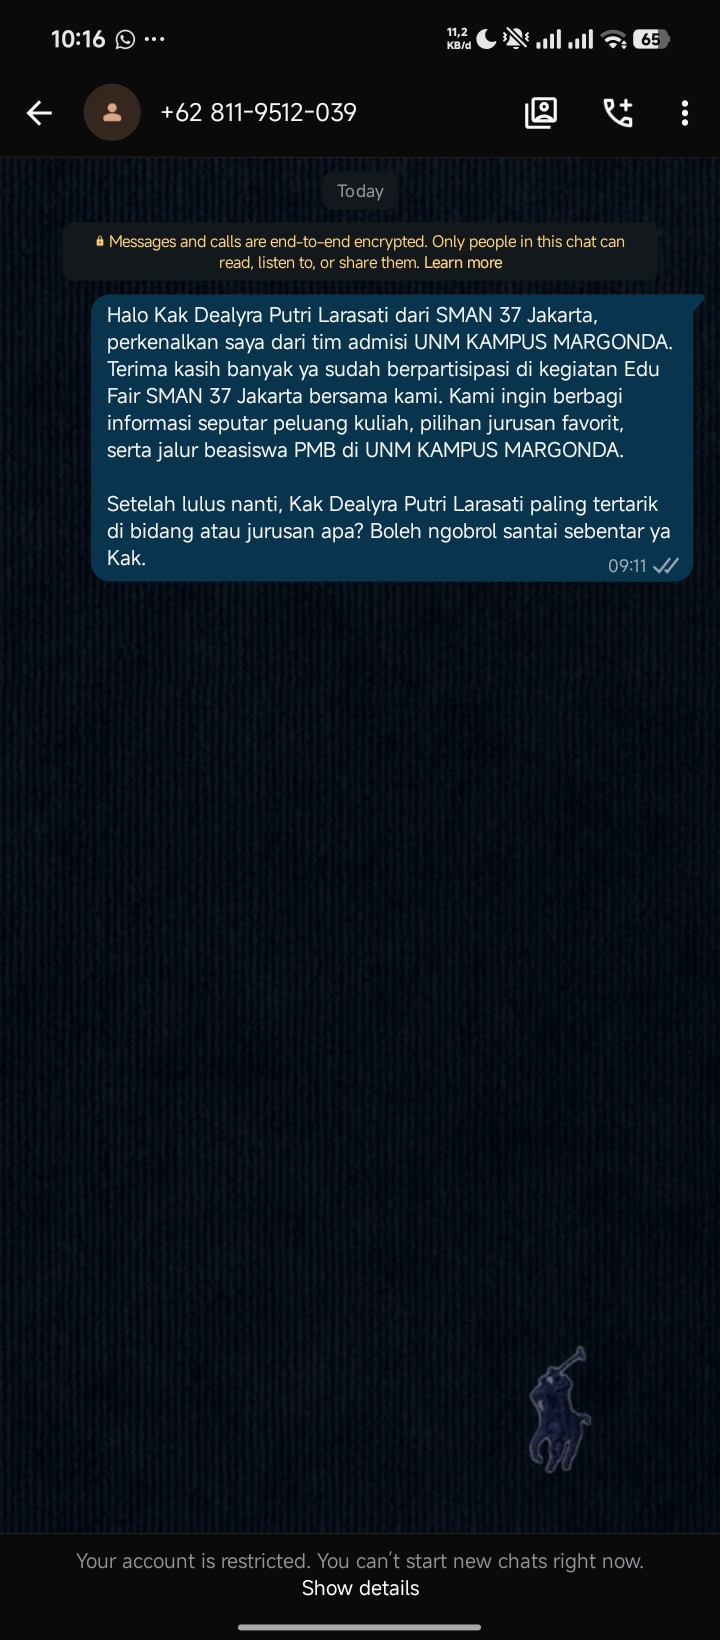 10:16
11,2
KB/d
65
+62 811-9512-039
Today
Messages and calls are end-to-end encrypted. Only people in this chat can
read, listen to, or share them. Learn more
Halo Kak Dealyra Putri Larasati dari SMAN 37 Jakarta,
perkenalkan saya dari tim admisi UNM KAMPUS MARGONDA.
Terima kasih banyak ya sudah berpartisipasi di kegiatan Edu
Fair SMAN 37 Jakarta bersama kami. Kami ingin berbagi
informasi seputar peluang kuliah, pilihan jurusan favorit,
serta jalur beasiswa PMB di UNM KAMPUS MARGONDA.
Setelah lulus nanti, Kak Dealyra Putri Larasati paling tertarik
di bidang atau jurusan apa? Boleh ngobrol santai sebentar ya
Kak.
09:11
Your account is restricted. You can't start new chats right now.
Show details